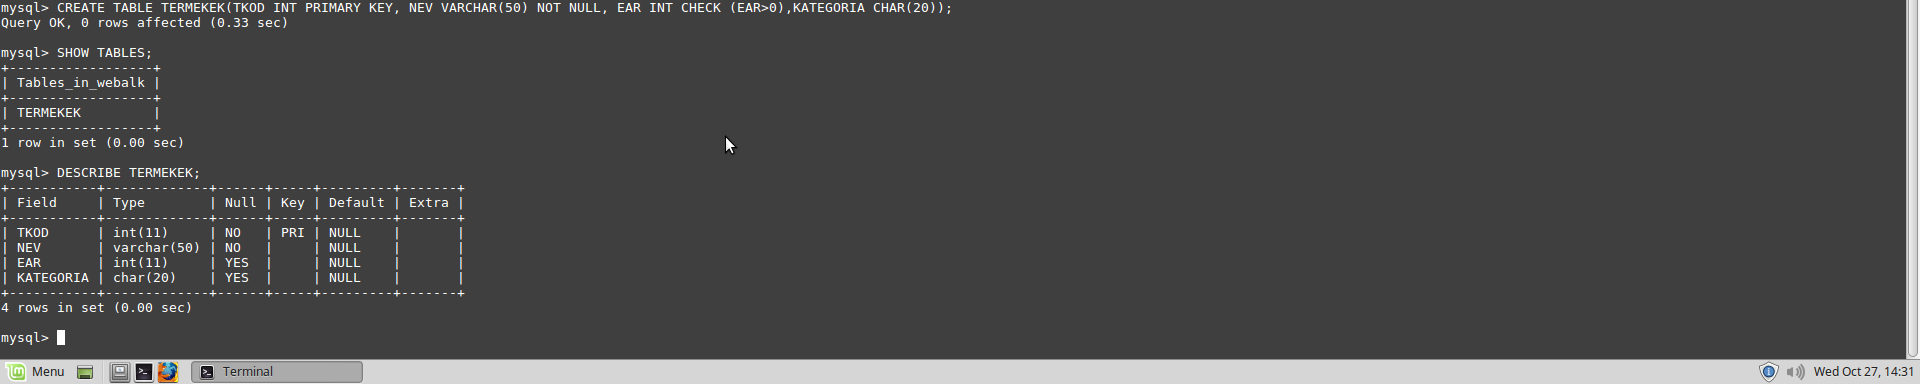 mysql> CREATE TABLE TERMEKEK(TKOD INT PRIMARY KEY, NEV VARCHAR(50) NOT NULL, EAR INT CHECK (EAR>0),KATEGORIA CHAR(20));
Query OK, 0 rows affected (0.33 sec)
mysql> SHOW TABLES;
+------------------+
| Tables_in_webalk |
+------------------+
| TERMEKEK         |
+------------------+
1 row in set (0.00 sec)
mysql> DESCRIBE TERMEKEK;
+-----------+-------------+------+-----+---------+-------+
| Field     | Type        | Null | Key | Default | Extra |
+-----------+-------------+------+-----+---------+-------+
| TKOD      | int(11)     | NO   | PRI | NULL    |       |
| NEV       | varchar(50) | NO   |     | NULL    |       |
| EAR       | int(11)     | YES  |     | NULL    |       |
| KATEGORIA | char(20)    | YES  |     | NULL    |       |
+-----------+-------------+------+-----+---------+-------+
4 rows in set (0.00 sec)
mysql>
Menu Terminal Wed Oct 27, 14:31